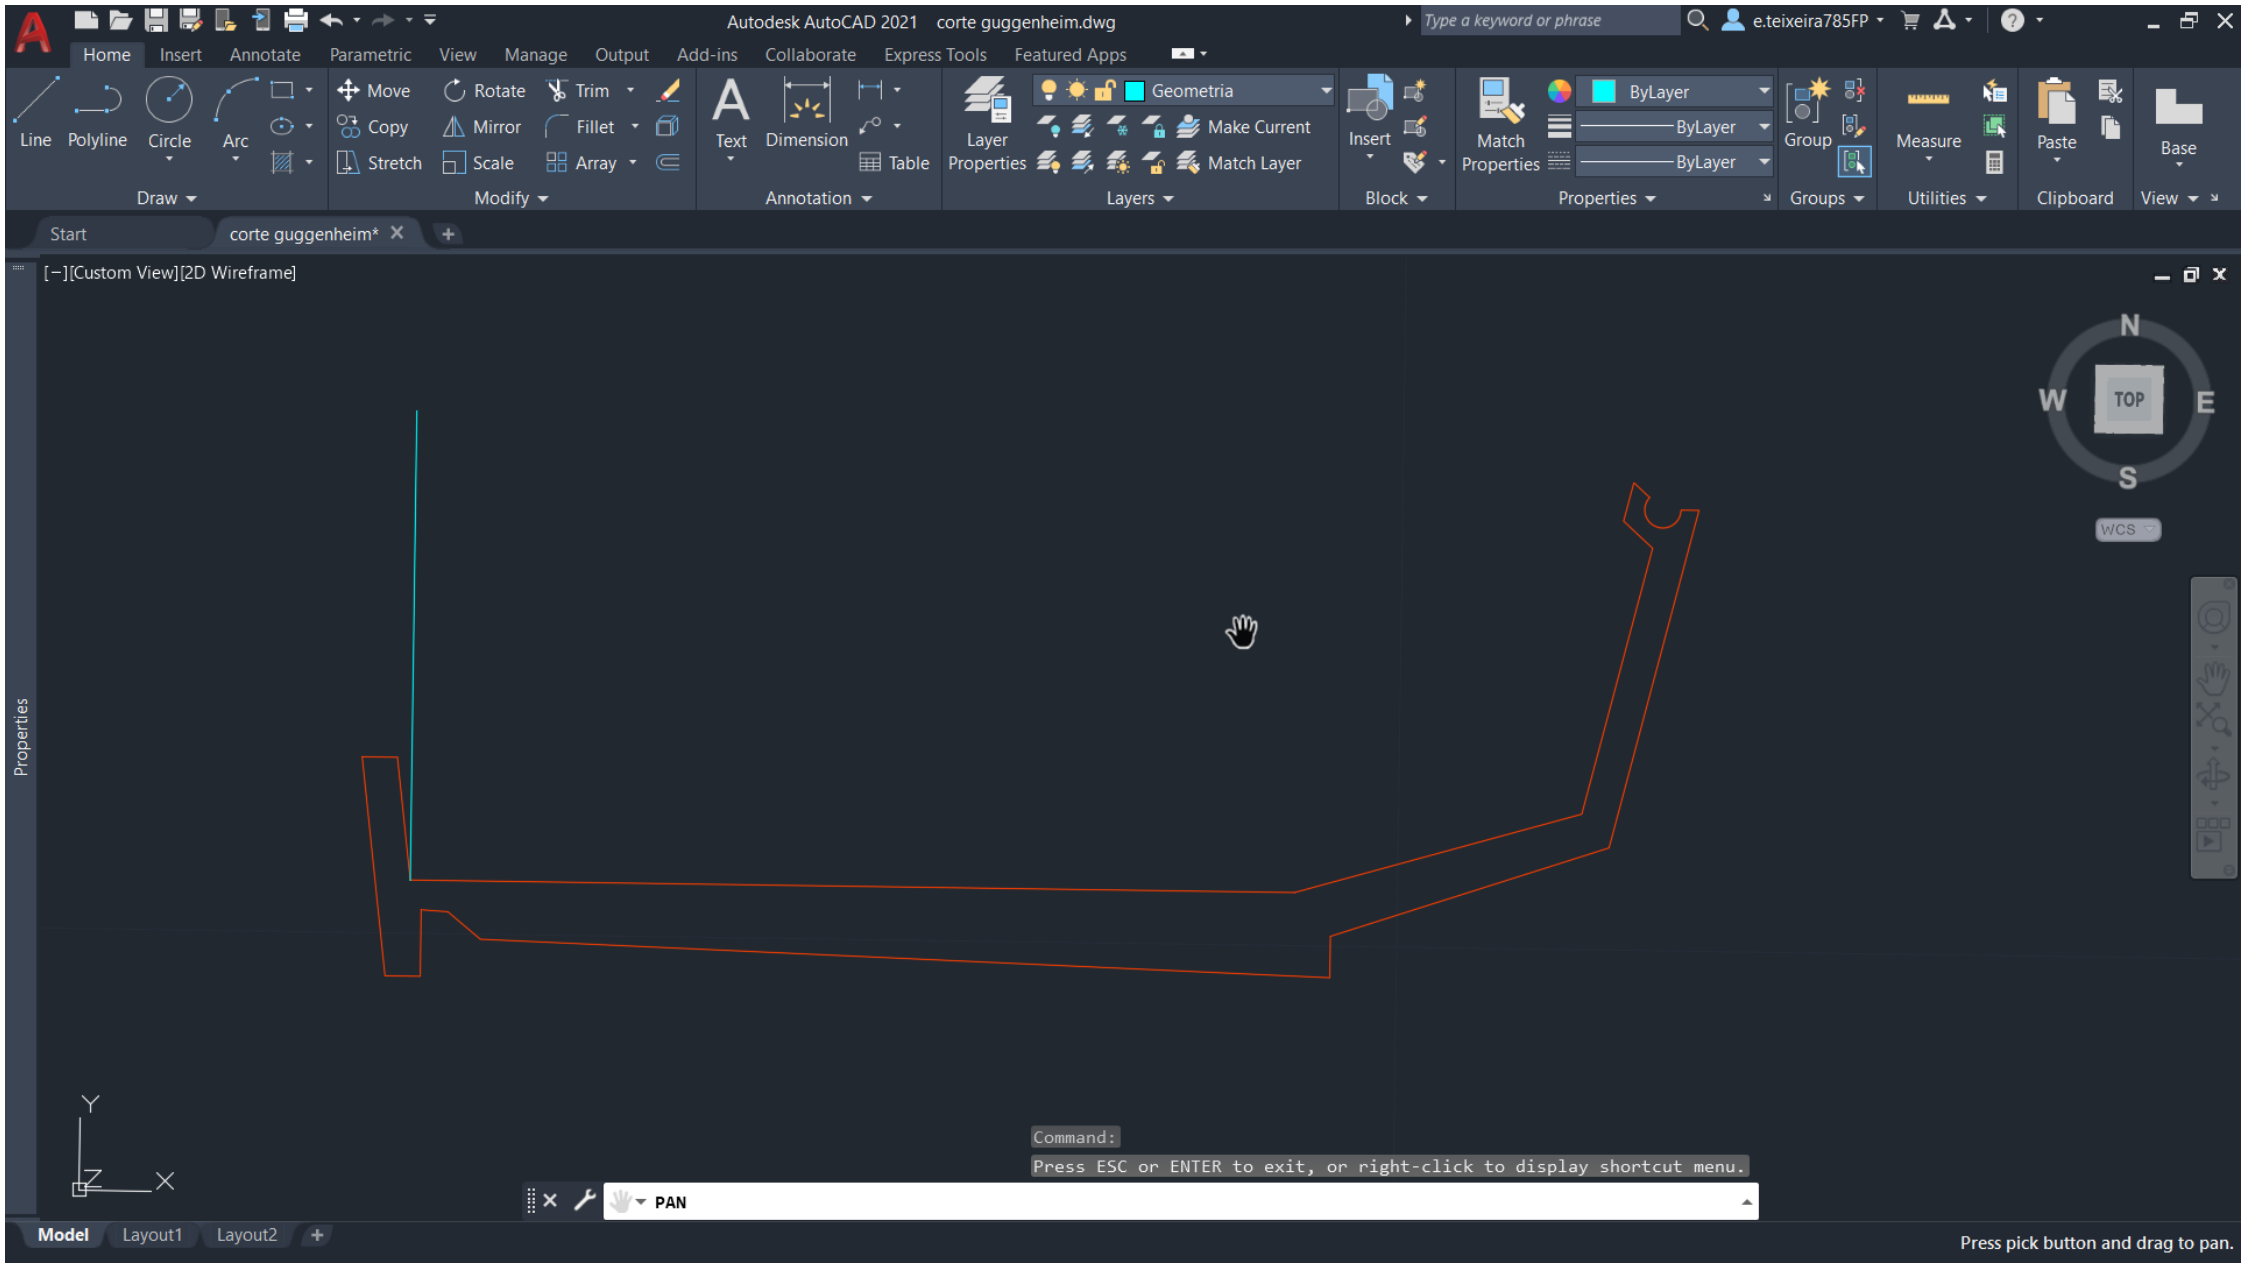 Autodesk AutoCAD 2021 corte guggenheim.dwg
Type a keyword or phrase
e.teixeira785FP
Home Insert Annotate Parametric View Manage Output Add-ins Collaborate Express Tools Featured Apps
Line Polyline Circle Arc
Move Rotate Trim
Copy Mirror Fillet
Stretch Scale Array
Text Dimension Table
Layer Properties
Geometria
Make Current
Match Layer
Insert
Match Properties
ByLayer
ByLayer
ByLayer
Group
Measure
Paste
Base
Draw Modify Annotation Layers Block Properties Groups Utilities Clipboard View
Start corte guggenheim* +
[−][Custom View][2D Wireframe]
N
W TOP E
S
WCS
Properties
Y
Z X
Command:
Press ESC or ENTER to exit, or right-click to display shortcut menu.
PAN
Model Layout1 Layout2 +
Press pick button and drag to pan.